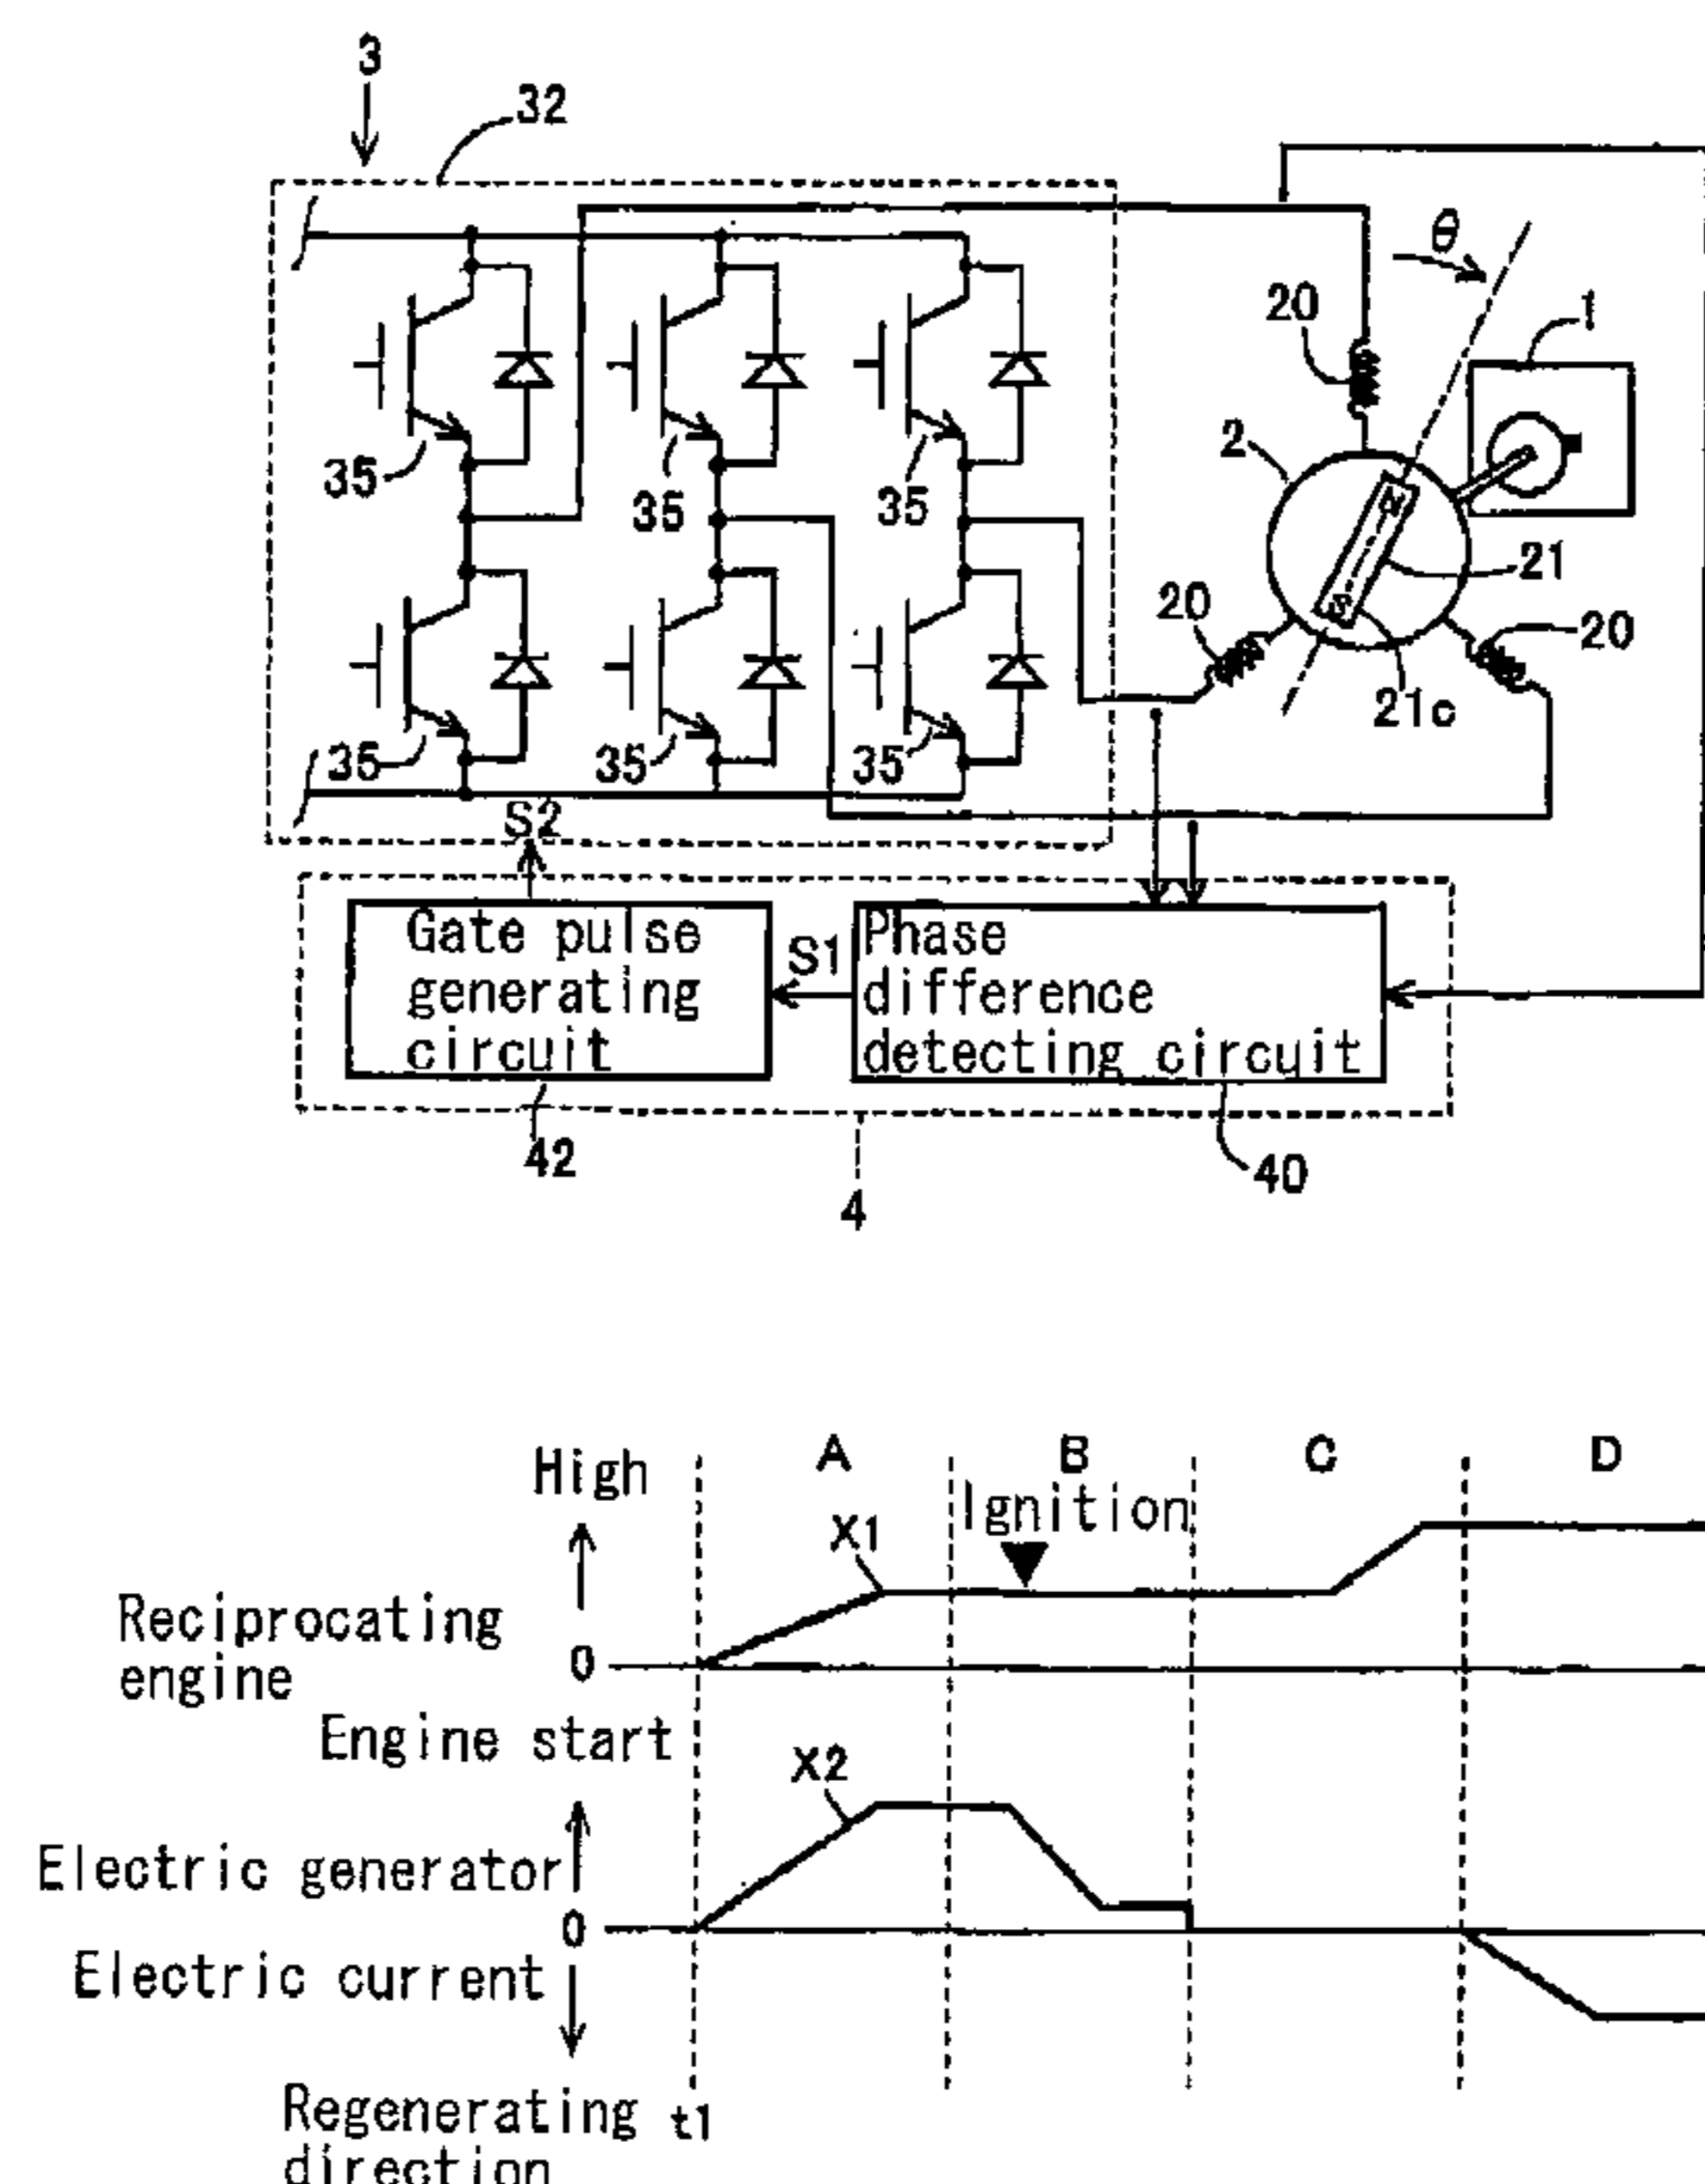 3
32
θ
20
1
2
N
35
35
35
21
S
20
20
21c
35
35
35
S2
Gate pulse
generating
circuit
S1
Phase
difference
detecting circuit
42
40
4
High
A
B
C
D
Ignition
X1
Reciprocating
engine
0
Engine start
X2
Electric generator
0
Electric current
Regenerating
direction
t1